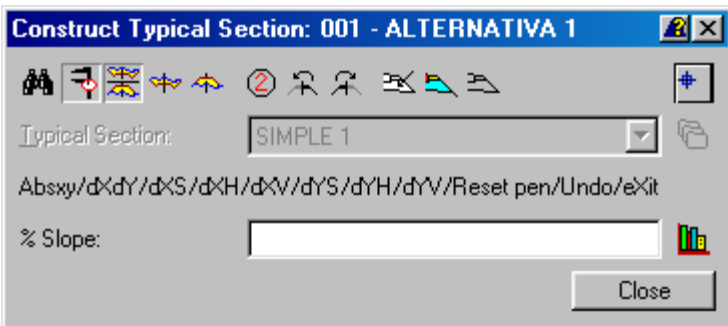 Construct Typical Section: 001 - ALTERNATIVA 1
2
Typical Section: SIMPLE 1
Absxy/dXdY/dXS/dXH/dXV/dYS/dYH/dYV/Reset pen/Undo/eXit
% Slope:
Close